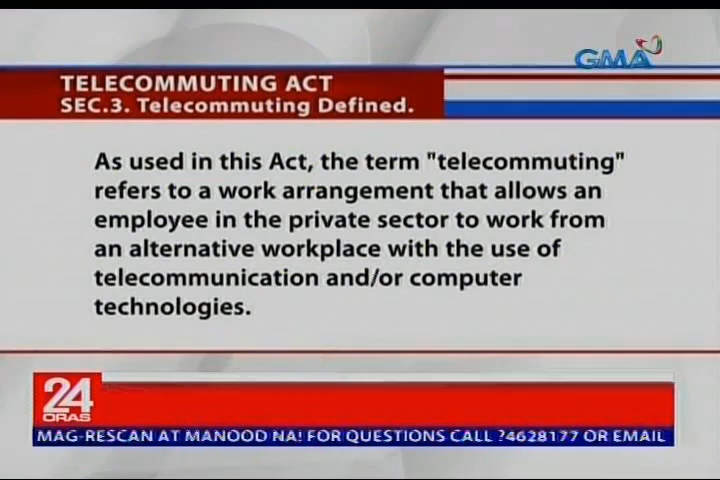 GMA
TELECOMMUTING ACT
SEC.3. Telecommuting Defined.
As used in this Act, the term "telecommuting"
refers to a work arrangement that allows an
employee in the private sector to work from
an alternative workplace with the use of
telecommunication and/or computer
technologies.
24
ORAS
MAG-RESCAN AT MANOOD NA! FOR QUESTIONS CALL ?4628177 OR EMAIL